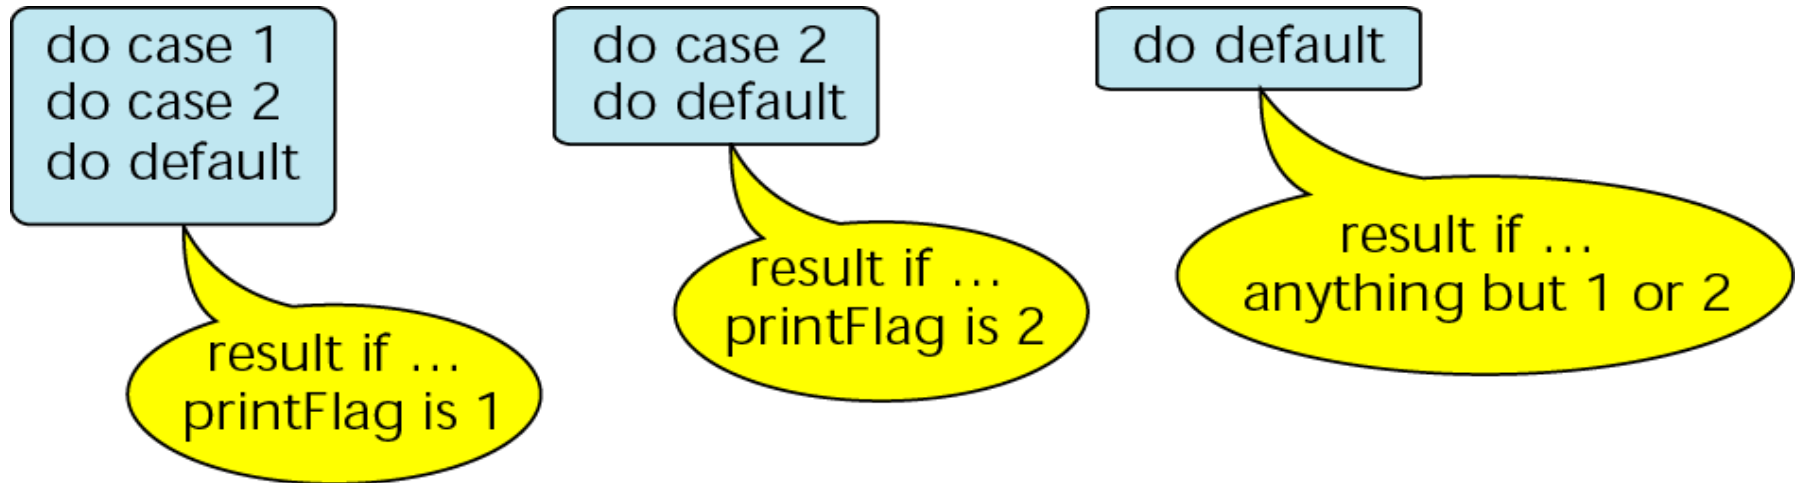 do case 1
do case 2
do default
result if ...
printFlag is 1
do case 2
do default
result if ...
printFlag is 2
do default
result if ...
anything but 1 or 2